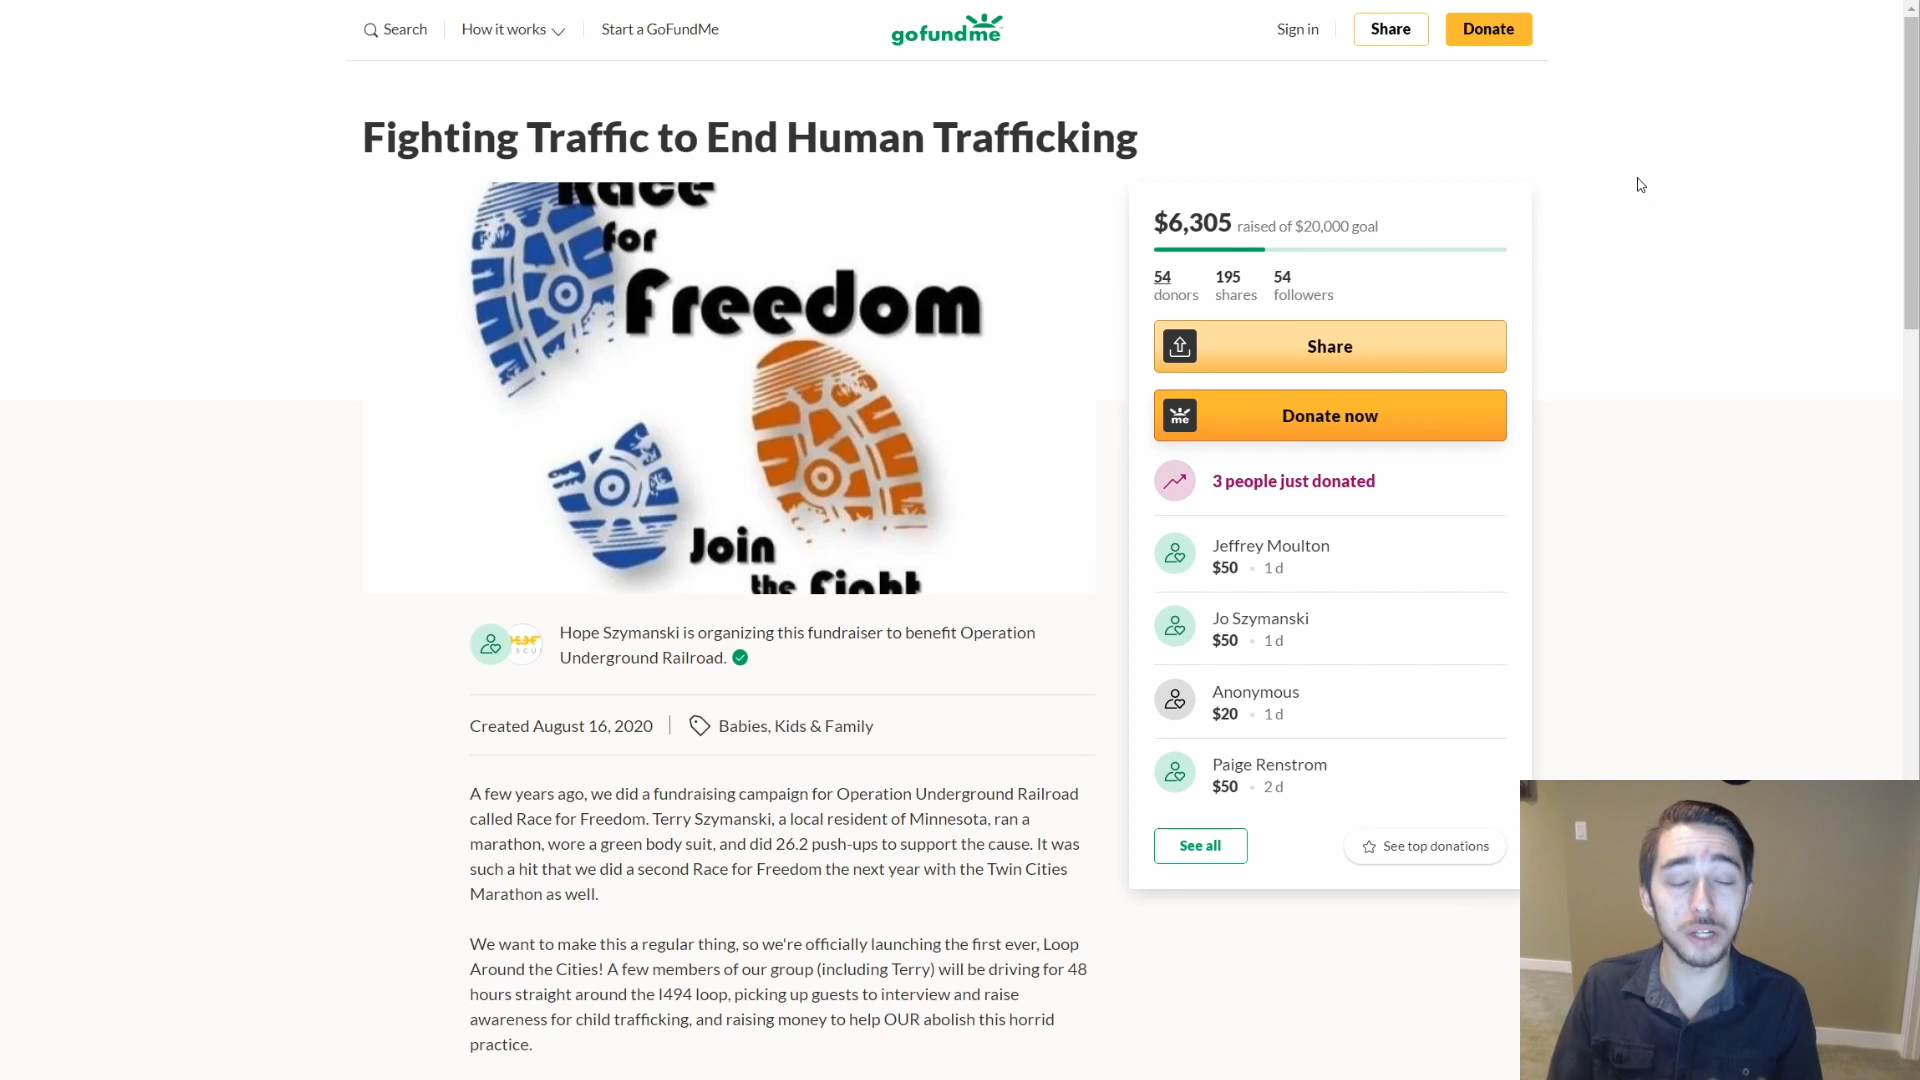 Search
How it works
Start a GoFundMe
gofundme
Sign in
Share
Donate
Fighting Traffic to End Human Trafficking
Race
for
Freedom
Join
the Fight
$6,305 raised of $20,000 goal
54 donors
195 shares
54 followers
Share
me
Donate now
3 people just donated
Jeffrey Moulton
$50 • 1 d
Jo Szymanski
$50 • 1 d
Anonymous
$20 • 1 d
Paige Renstrom
$50 • 2 d
See all
See top donations
Hope Szymanski is organizing this fundraiser to benefit Operation
Underground Railroad.
Created August 16, 2020
Babies, Kids & Family
A few years ago, we did a fundraising campaign for Operation Underground Railroad
called Race for Freedom. Terry Szymanski, a local resident of Minnesota, ran a
marathon, wore a green body suit, and did 26.2 push-ups to support the cause. It was
such a hit that we did a second Race for Freedom the next year with the Twin Cities
Marathon as well.
We want to make this a regular thing, so we're officially launching the first ever, Loop
Around the Cities! A few members of our group (including Terry) will be driving for 48
hours straight around the I494 loop, picking up guests to interview and raise
awareness for child trafficking, and raising money to help OUR abolish this horrid
practice.